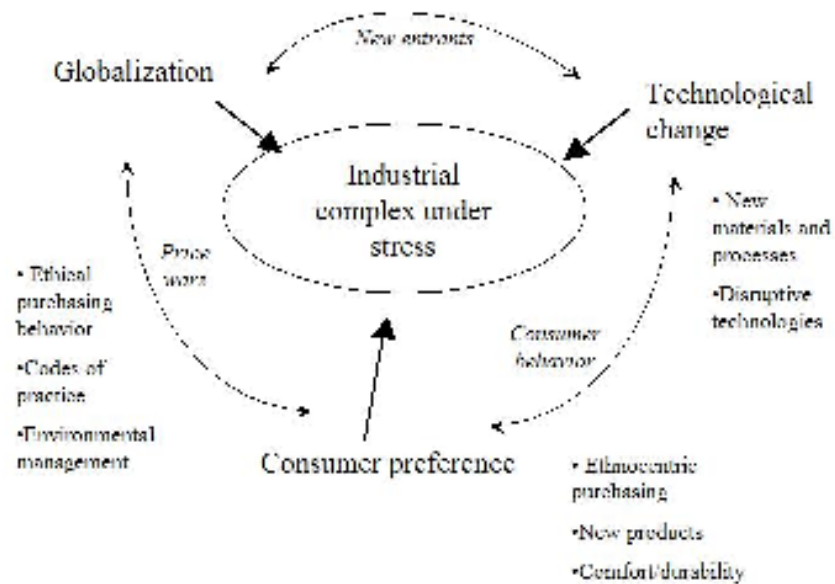 New entrants
Globalization
Technological
change
Industrial
complex under
stress
• New
materials and
processes
• Disruptive
technologies
Price
wars
• Ethical
purchasing
behavior
•Codes of
practice
•Environmental
management
Consumer
behavior
Consumer preference
• Ethnocentric
purchasing
•New products
•Comfort/durability